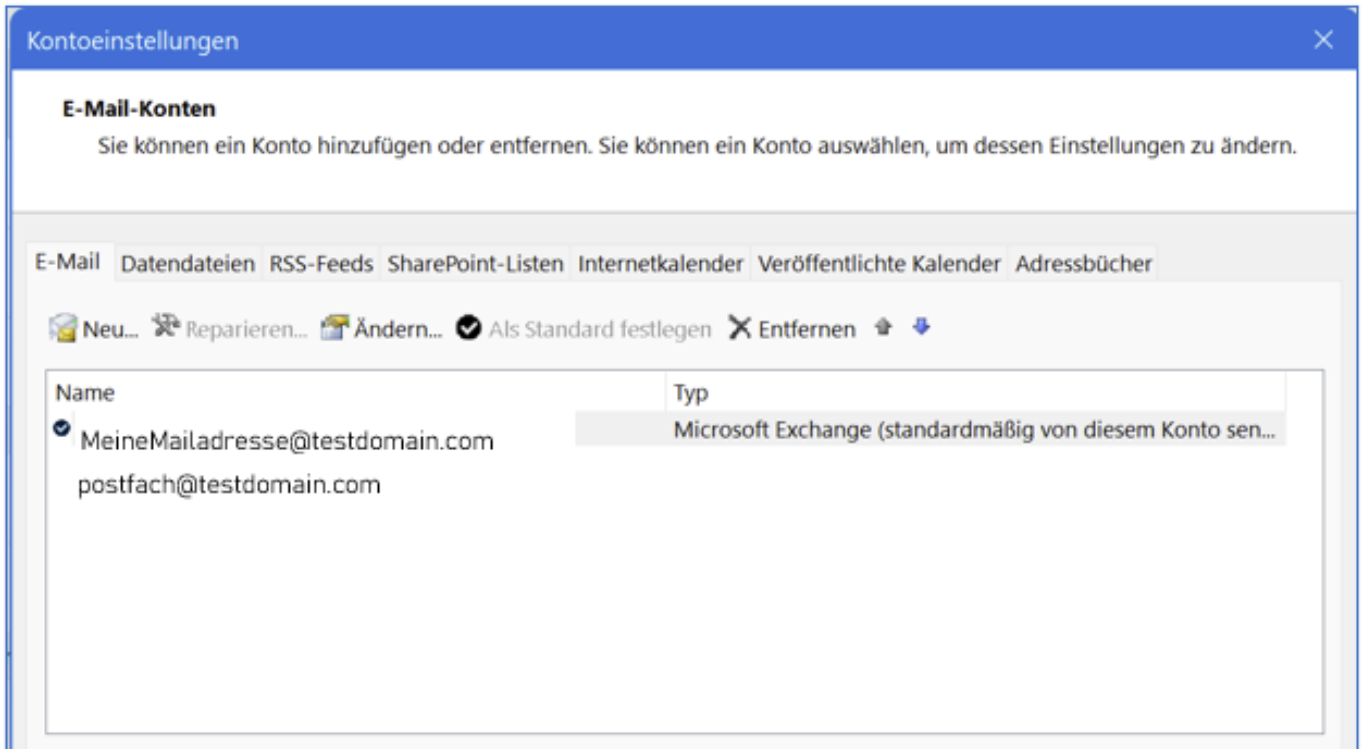 Kontoeinstellungen
E-Mail-Konten
Sie können ein Konto hinzufügen oder entfernen. Sie können ein Konto auswählen, um dessen Einstellungen zu ändern.
E-Mail Datendateien RSS-Feeds SharePoint-Listen Internetkalender Veröffentlichte Kalender Adressbücher
Neu... Reparieren... Ändern... Als Standard festlegen Entfernen
Name Typ
MeineMailadresse@testdomain.com Microsoft Exchange (standardmäßig von diesem Konto sen...
postfach@testdomain.com